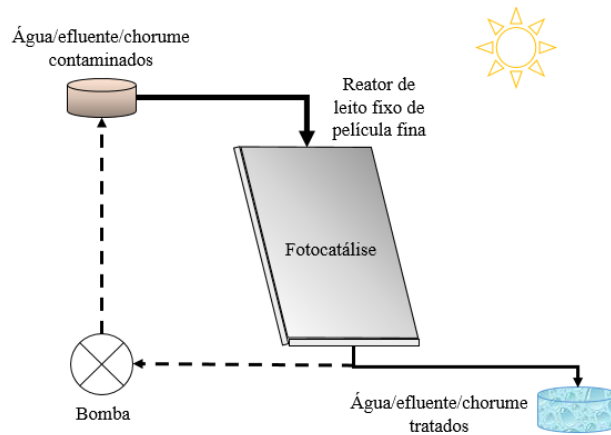 Água/efluente/chorume
contaminados
Reator de
leito fixo de
película fina
Fotocatálise
Bomba
Água/efluente/chorume
tratados